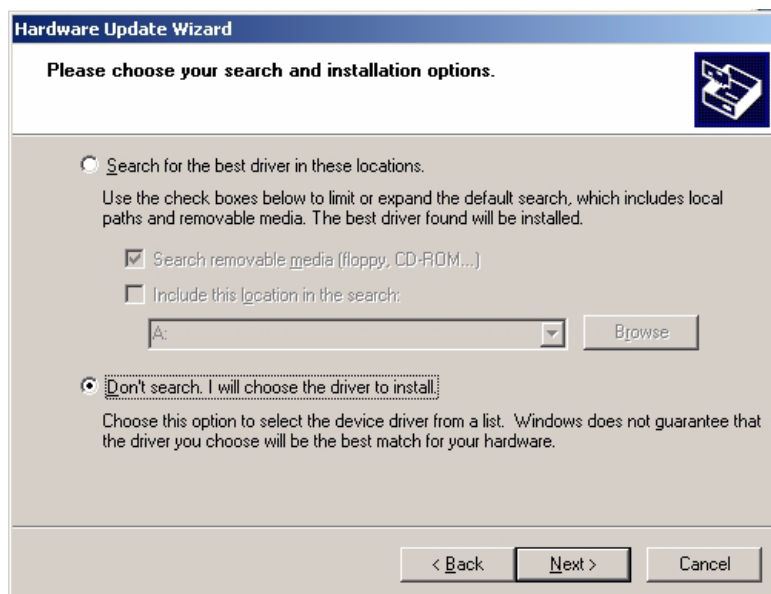 Hardware Update Wizard
Please choose your search and installation options.
Search for the best driver in these locations.
Use the check boxes below to limit or expand the default search, which includes local
paths and removable media. The best driver found will be installed.
Search removable media (floppy, CD-ROM...)
Include this location in the search:
A:
Browse
Don't search. I will choose the driver to install.
Choose this option to select the device driver from a list.  Windows does not guarantee that
the driver you choose will be the best match for your hardware.
< Back Next > Cancel